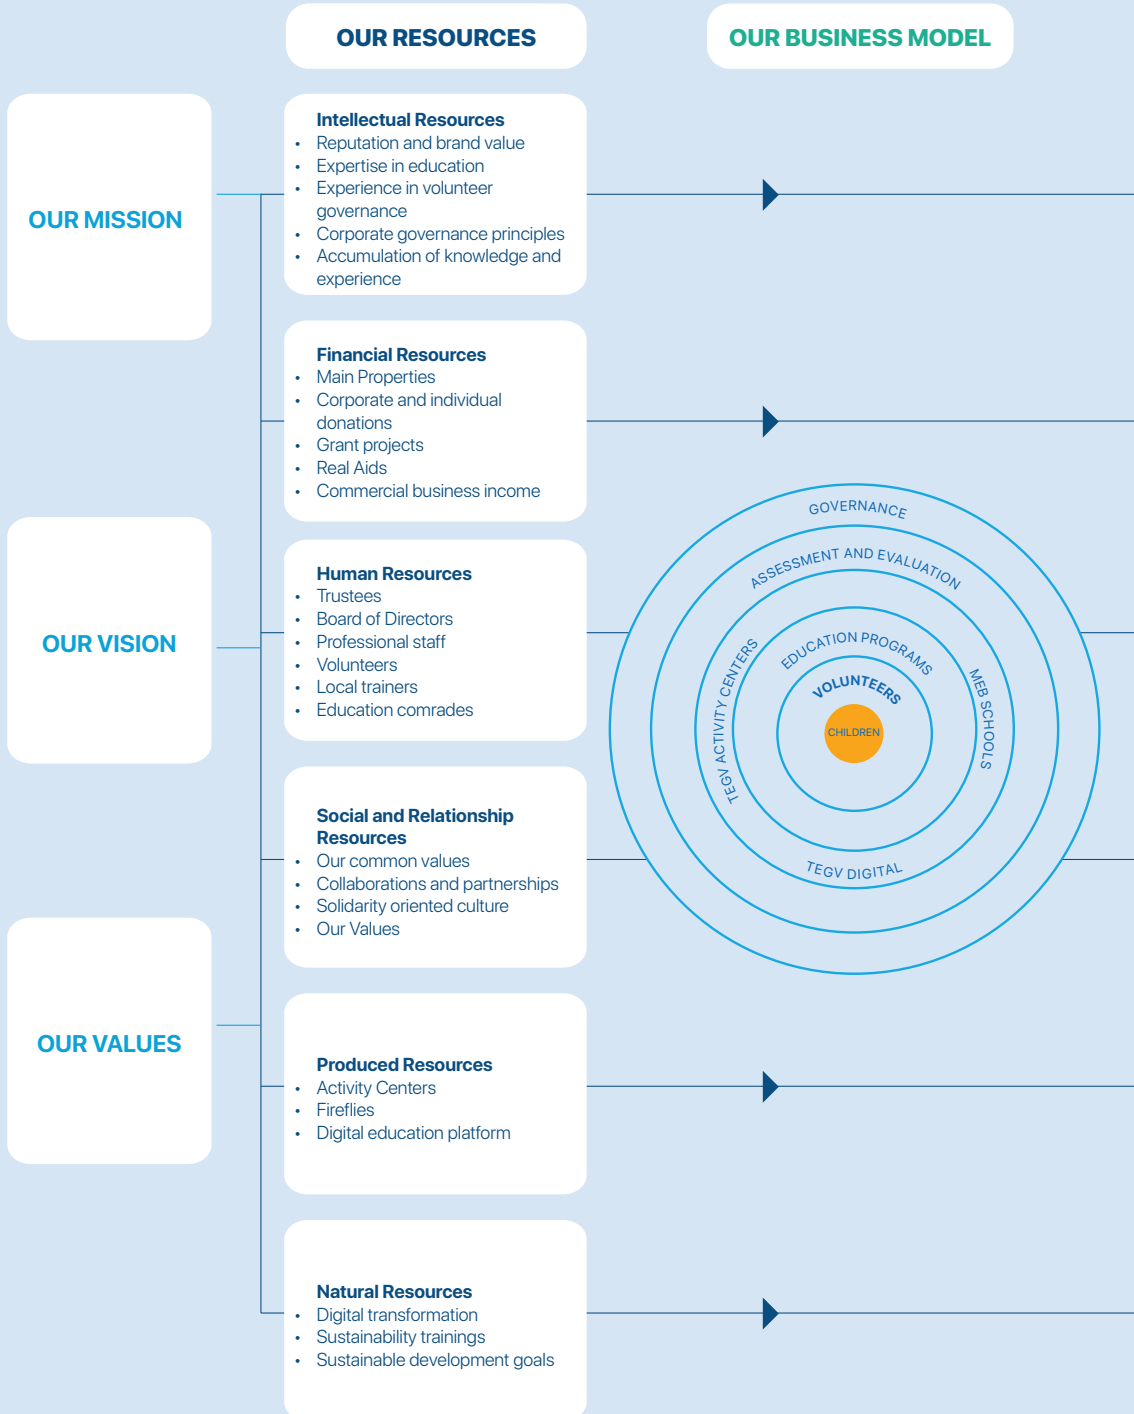 OUR RESOURCES
OUR BUSINESS MODEL
OUR MISSION
OUR VISION
OUR VALUES
Intellectual Resources
• Reputation and brand value
• Expertise in education
• Experience in volunteer
governance
• Corporate governance principles
• Accumulation of knowledge and
experience
Financial Resources
• Main Properties
• Corporate and individual
donations
• Grant projects
• Real Aids
• Commercial business income
Human Resources
• Trustees
• Board of Directors
• Professional staff
• Volunteers
• Local trainers
• Education comrades
Social and Relationship
Resources
• Our common values
• Collaborations and partnerships
• Solidarity oriented culture
• Our Values
Produced Resources
• Activity Centers
• Fireflies
• Digital education platform
Natural Resources
• Digital transformation
• Sustainability trainings
• Sustainable development goals
GOVERNANCE
ASSESSMENT AND EVALUATION
TEGV ACTIVITY CENTERS
EDUCATION PROGRAMS
MEB SCHOOLS
VOLUNTEERS
CHILDREN
TEGV DIGITAL